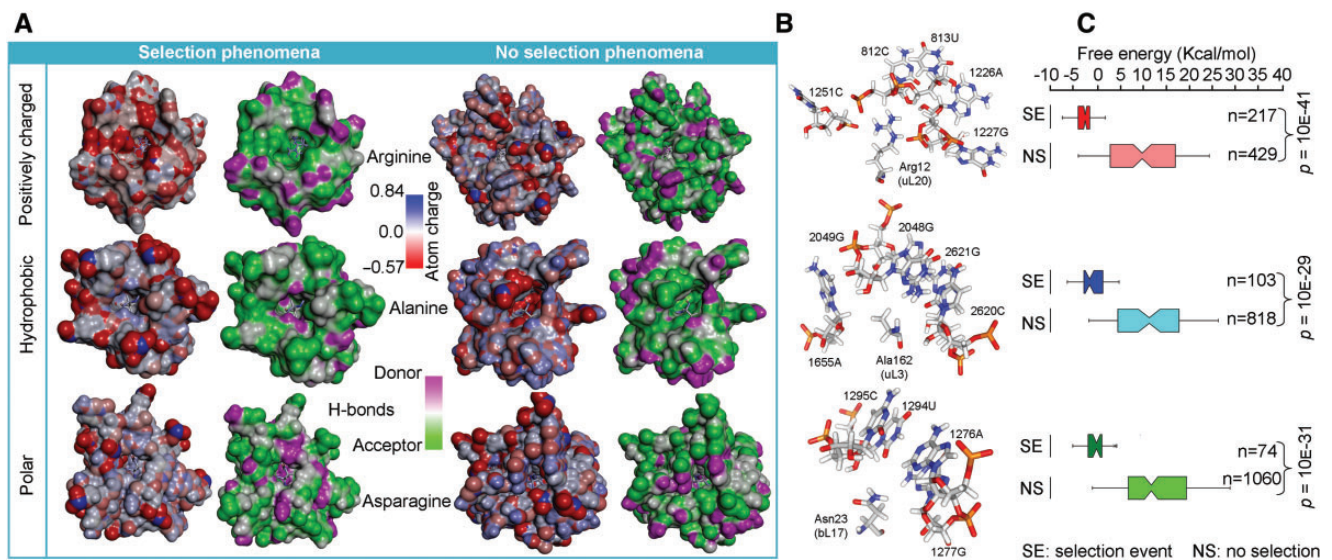 A
Selection phenomena
No selection phenomena
Positively charged
Hydrophobic
Polar
Arginine
0.84
0.0
−0.57
Atom charge
Alanine
Donor
H-bonds
Acceptor
Asparagine
B
812C
813U
1226A
1251C
1227G
Arg12
(uL20)
2049G
2048G
2621G
2620C
1655A
Ala162
(uL3)
1295C
1294U
1276A
Asn23
(bL17)
1277G
C
Free energy (Kcal/mol)
-10 -5 0 5 10 15 20 25 30 40
SE
n=217
NS
n=429
p = 10E-41
SE
n=103
NS
n=818
p = 10E-29
SE
n=74
NS
n=1060
p = 10E-31
SE: selection event NS: no selection